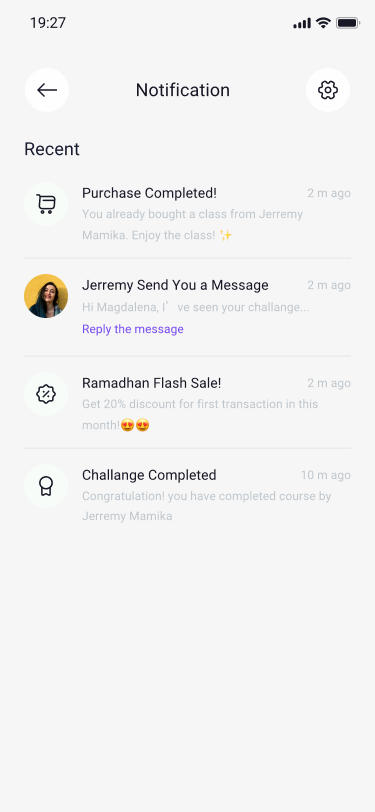 19:27
Notification
Recent
Purchase Completed!
2 m ago
You already bought a class from Jerremy
Mamika. Enjoy the class! ✨
Jerremy Send You a Message
2 m ago
Hi Magdalena, I’ve seen your challange...
Reply the message
Ramadhan Flash Sale!
2 m ago
Get 20% discount for first transaction in this
month!😍😍
Challange Completed
10 m ago
Congratulation! you have completed course by
Jerremy Mamika